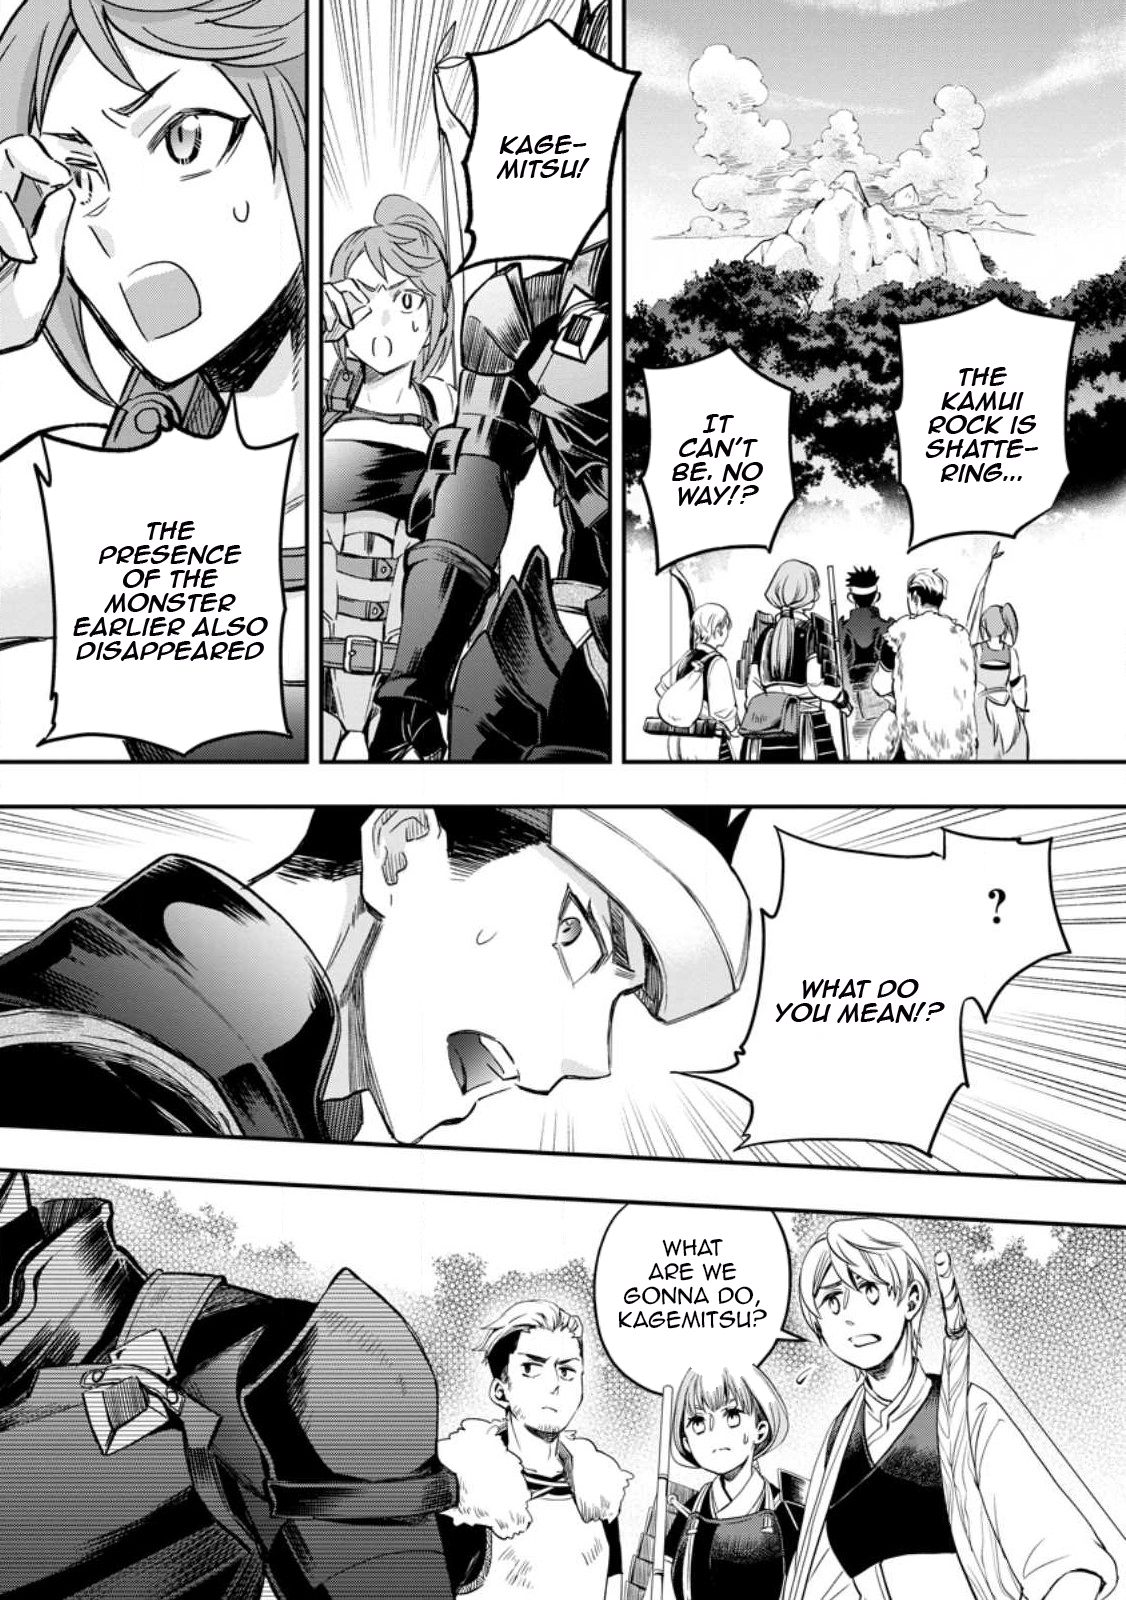 THE
KAMUI
ROCK IS
SHATTE-
RING...
IT
CAN'T
BE. NO
WAY!?
KAGE-
MITSU!
THE
PRESENCE
OF THE
MONSTER
EARLIER ALSO
DISAPPEARED
?
WHAT DO
YOU MEAN!?
WHAT
ARE WE
GONNA DO,
KAGEMITSU?